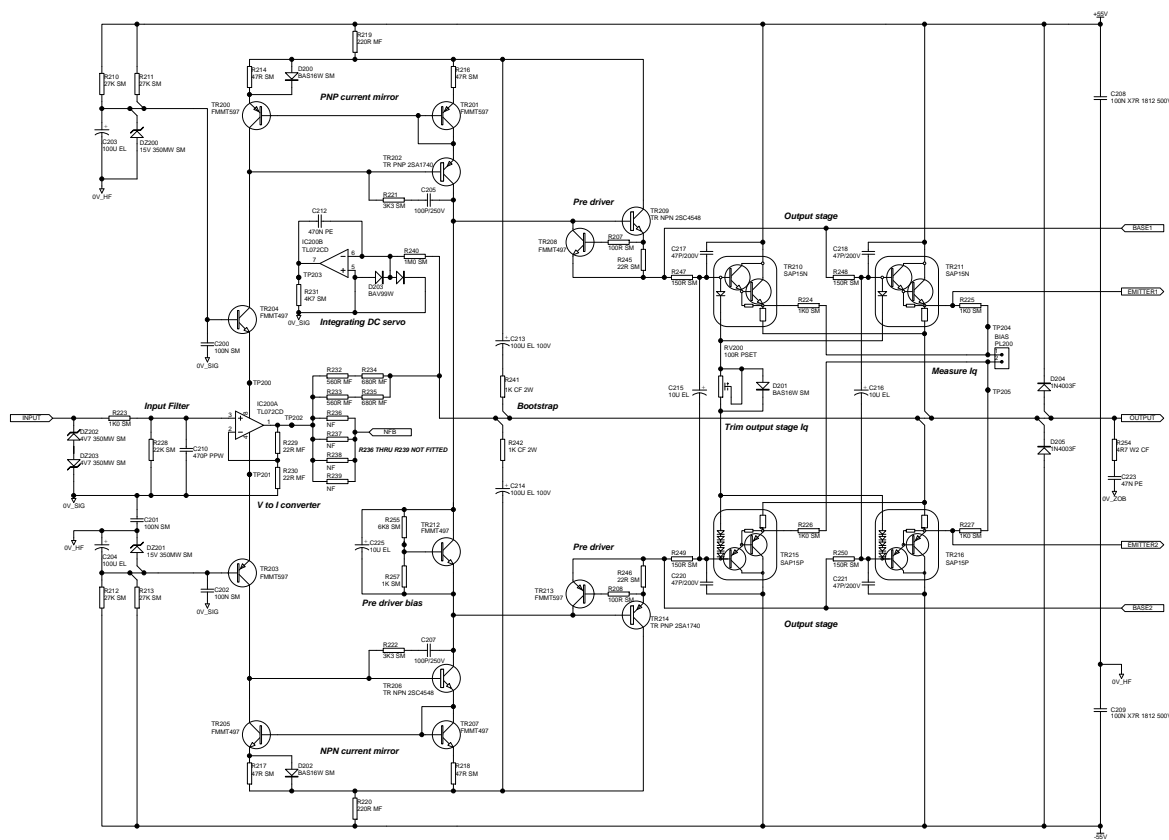 +55V
R219
220R MF
R210
27K SM
R211
27K SM
R214
47R SM
D200
BAS16W SM
R216
47R SM
PNP current mirror
TR200
FMMT597
TR201
FMMT597
C208
100N X7R 1812 500V
C203
100U EL
DZ200
15V 350MW SM
0V_HF
TR202
TR PNP 2SA1740
R221
3K3 SM
C205
100P/250V
C212
470N PE
IC200B
TL072CD
7
6
5
R240
1M0 SM
TP203
D203
BAV99W
R231
4K7 SM
0V_SIG
Integrating DC servo
TR204
FMMT497
C200
100N SM
0V_SIG
Pre driver
TR209
TR NPN 2SC4548
TR208
FMMT497
R207
100R SM
R245
22R SM
Output stage
C217
47P/200V
R247
150R SM
TR210
SAP15N
C218
47P/200V
R248
150R SM
TR211
SAP15N
R224
1K0 SM
R225
1K0 SM
BASE1
EMITTER1
TP204
BIAS
PL200
1
2
Measure Iq
TP205
C213
100U EL 100V
R241
1K CF 2W
Bootstrap
R242
1K CF 2W
C214
100U EL 100V
RV200
100R PSET
D201
BAS16W SM
Trim output stage Iq
C215
10U EL
C216
10U EL
D204
1N4003F
D205
1N4003F
OUTPUT
R254
4R7 W2 CF
C223
47N PE
0V_ZOB
TP200
INPUT
Input Filter
R223
1K0 SM
DZ202
4V7 350MW SM
DZ203
4V7 350MW SM
R228
22K SM
C210
470P PPW
0V_SIG
IC200A
TL072CD
3
2
1
8
4
TP202
R229
22R MF
R230
22R MF
TP201
V to I converter
R232
560R MF
R234
680R MF
R233
560R MF
R235
680R MF
R236
NF
R237
NF
R238
NF
R239
NF
NFB
R236 THRU R239 NOT FITTED
C201
100N SM
0V_HF
C204
100U EL
DZ201
15V 350MW SM
R212
27K SM
R213
27K SM
TR203
FMMT597
C202
100N SM
0V_SIG
R255
6K8 SM
TR212
FMMT497
C225
10U EL
R257
1K SM
Pre driver bias
Pre driver
R246
22R SM
R208
100R SM
TR213
FMMT597
TR214
TR PNP 2SA1740
R249
150R SM
C220
47P/200V
TR215
SAP15P
R226
1K0 SM
R250
150R SM
C221
47P/200V
TR216
SAP15P
R227
1K0 SM
EMITTER2
BASE2
Output stage
R222
3K3 SM
C207
100P/250V
TR206
TR NPN 2SC4548
TR205
FMMT497
TR207
FMMT497
NPN current mirror
R217
47R SM
D202
BAS16W SM
R218
47R SM
R220
220R MF
0V_HF
C209
100N X7R 1812 500V
-55V